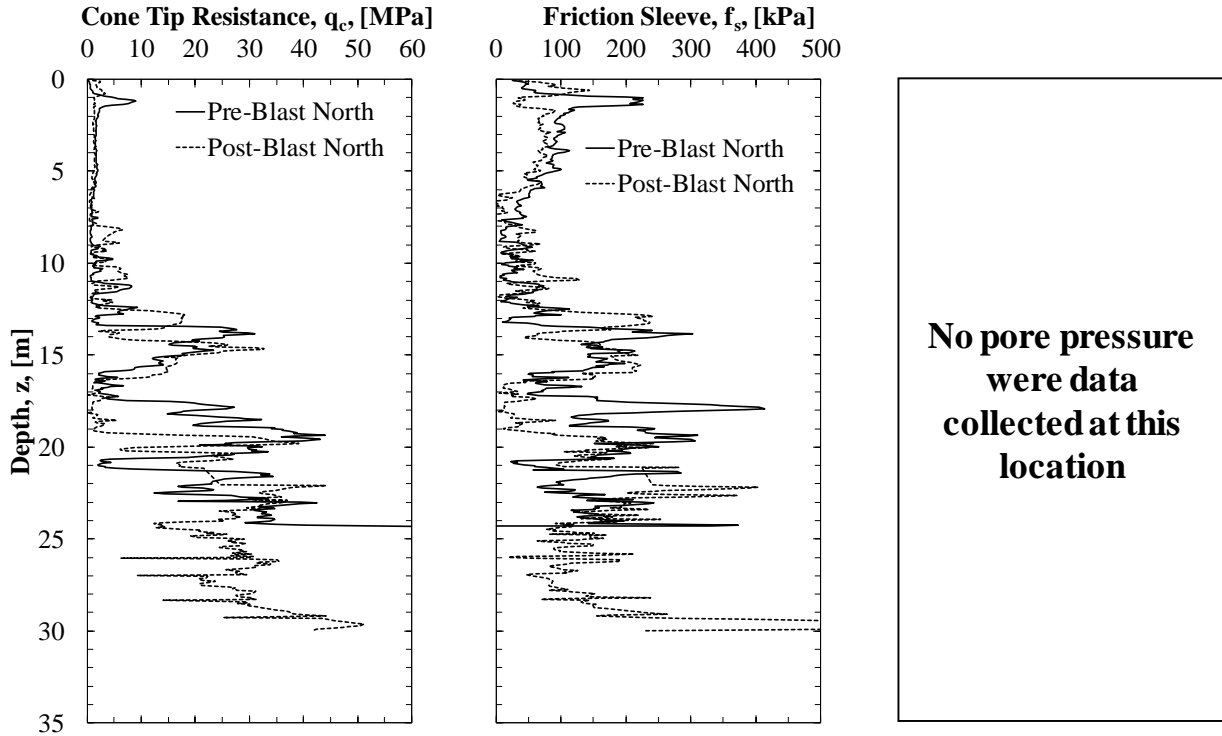 Cone Tip Resistance, qc, [MPa]
0 10 20 30 40 50 60
Pre-Blast North
Post-Blast North
Depth, z, [m]
0
5
10
15
20
25
30
35
Friction Sleeve, fs, [kPa]
0 100 200 300 400 500
Pre-Blast North
Post-Blast North
No pore pressure
were data
collected at this
location